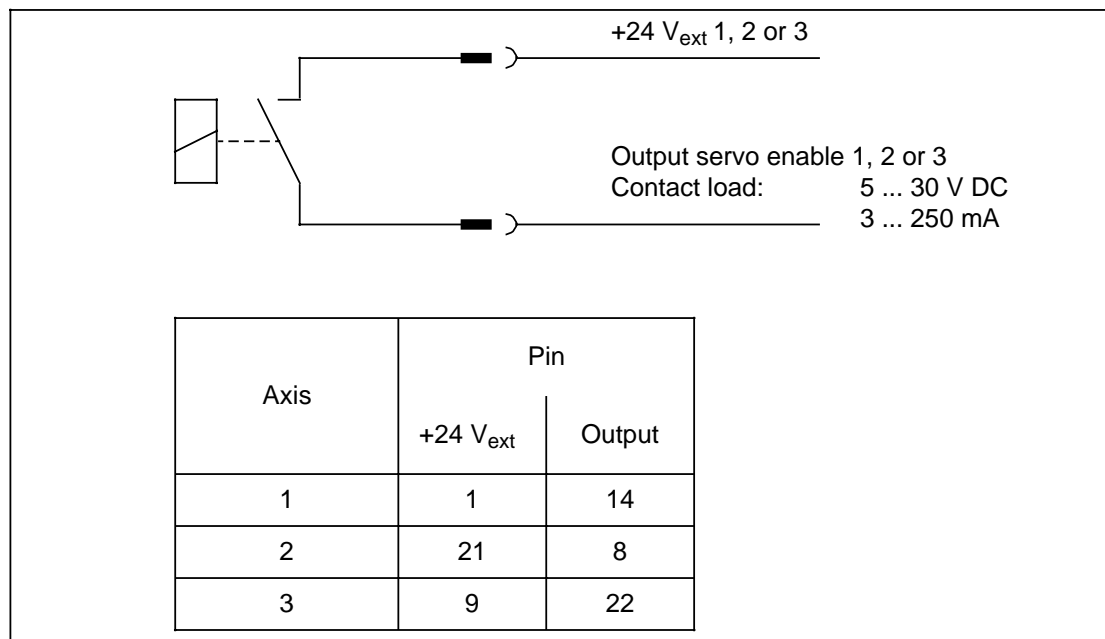 +24 Vext 1, 2 or 3
Output servo enable 1, 2 or 3
Contact load: 5 ... 30 V DC
3 ... 250 mA
Axis Pin
+24 Vext Output
1 1 14
2 21 8
3 9 22